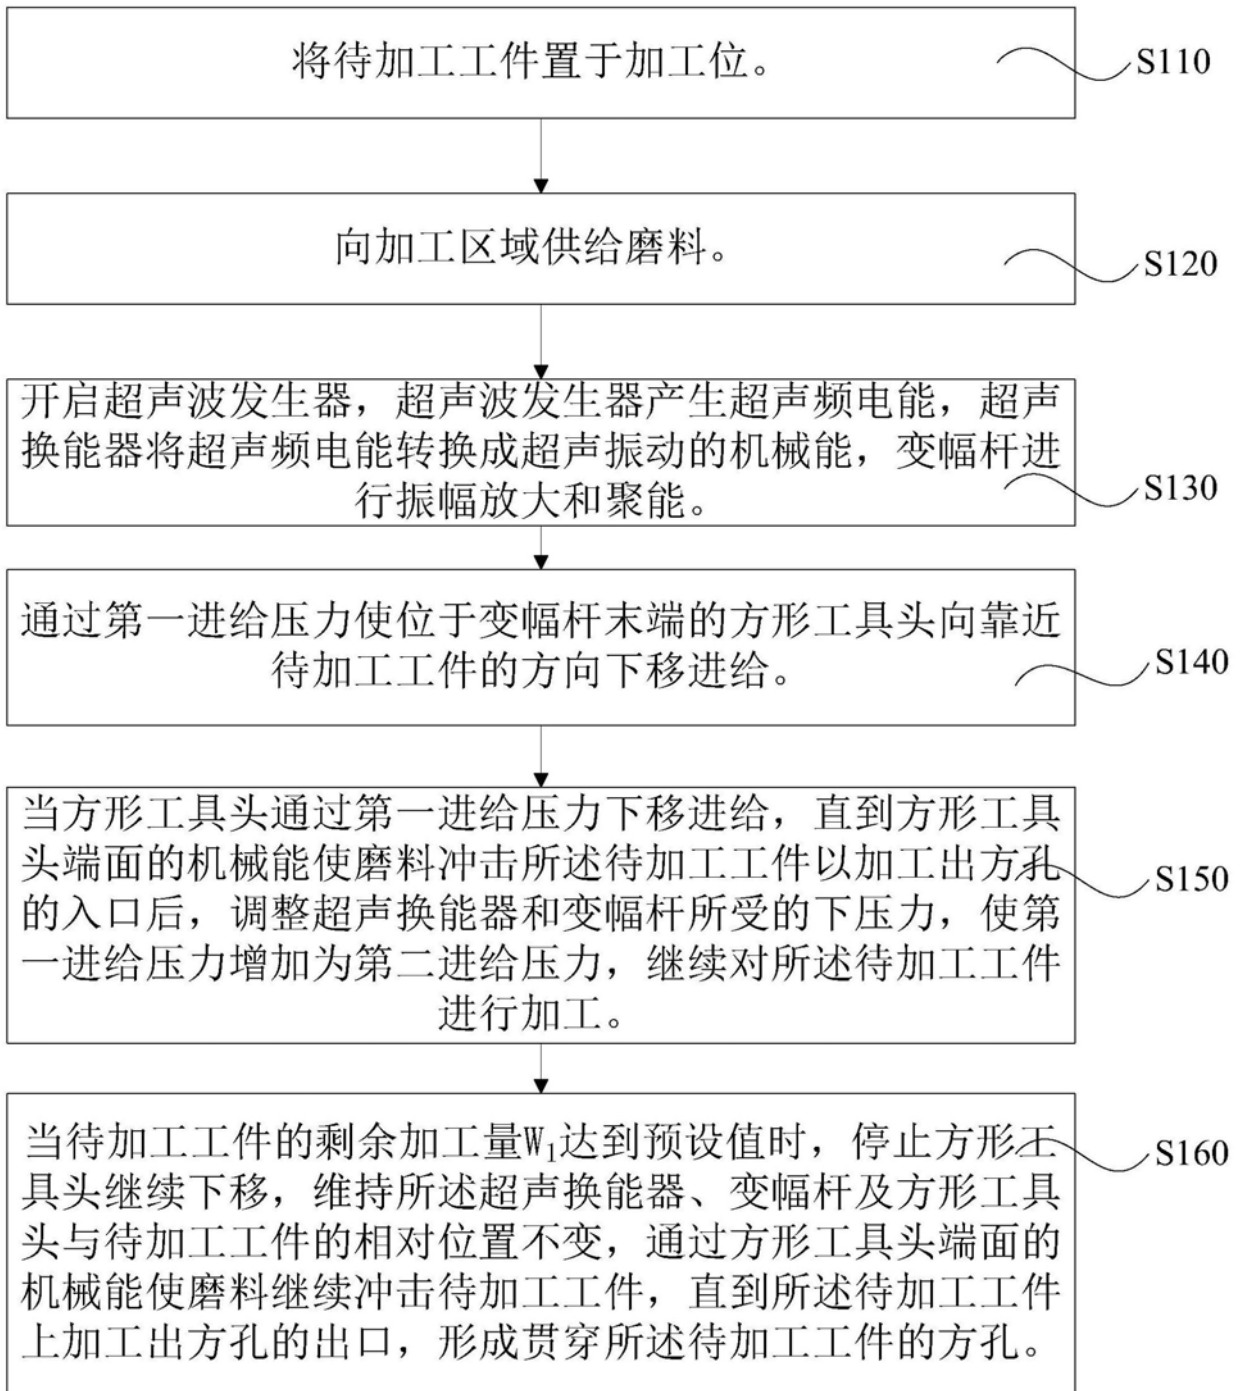 将待加工工件置于加工位。
S110
向加工区域供给磨料。
S120
开启超声波发生器，超声波发生器产生超声频电能，超声
换能器将超声频电能转换成超声振动的机械能，变幅杆进
行振幅放大和聚能。
S130
通过第一进给压力使位于变幅杆末端的方形工具头向靠近
待加工工件的方向下移进给。
S140
当方形工具头通过第一进给压力下移进给，直到方形工具
头端面的机械能使磨料冲击所述待加工工件以加工出方孔
的入口后，调整超声换能器和变幅杆所受的下压力，使第
一进给压力增加为第二进给压力，继续对所述待加工工件
进行加工。
S150
当待加工工件的剩余加工量W₁达到预设值时，停止方形工
具头继续下移，维持所述超声换能器、变幅杆及方形工具
头与待加工工件的相对位置不变，通过方形工具头端面的
机械能使磨料继续冲击待加工工件，直到所述待加工工件
上加工出方孔的出口，形成贯穿所述待加工工件的方孔。
S160